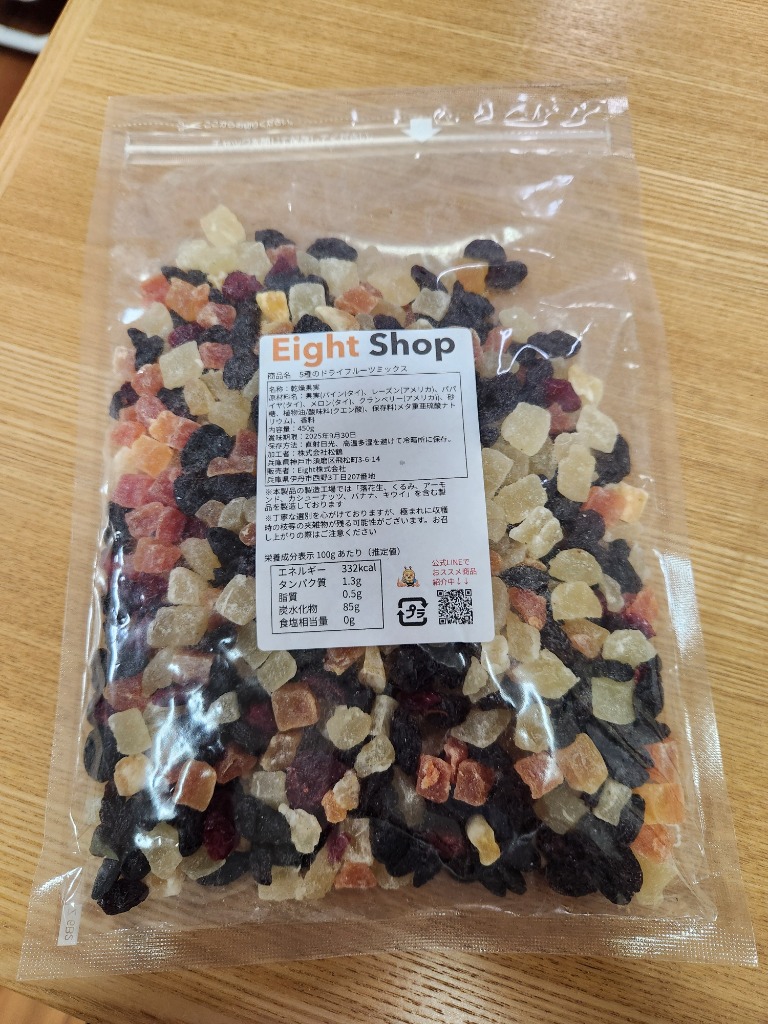 Eight Shop
商品名 5種のドライフルーツミックス
名称：乾燥果実
原材料名：果実(パイン(タイ)、レーズン(アメリカ)、パパ
イヤ(タイ)、メロン(タイ)、クランベリー(アメリカ))、砂
糖、植物油/酸味料(クエン酸)、保存料(メタ重亜硫酸ナト
リウム)、香料
内容量：450g
賞味期限：2025年9月30日
保存方法：直射日光、高温多湿を避けて冷暗所に保存。
加工者：株式会社松鶴
兵庫県神戸市須磨区飛松町3-6-14
販売者：Eight株式会社
兵庫県伊丹市西野3丁目207番地
※本製品の製造工場では「落花生、くるみ、アーモ
ンド、カシューナッツ、バナナ、キウイ」を含む製
品を製造しております
※丁寧な選別を心がけておりますが、極まれに収穫
時の枝等の夾雑物が残る可能性がございます。お召
し上がりの際はご注意ください
栄養成分表示 100gあたり（推定値）
エネルギー 332kcal
タンパク質 1.3g
脂質 0.5g
炭水化物 85g
食塩相当量 0g
公式LINEで
おススメ商品
紹介中！↓↓
プラ